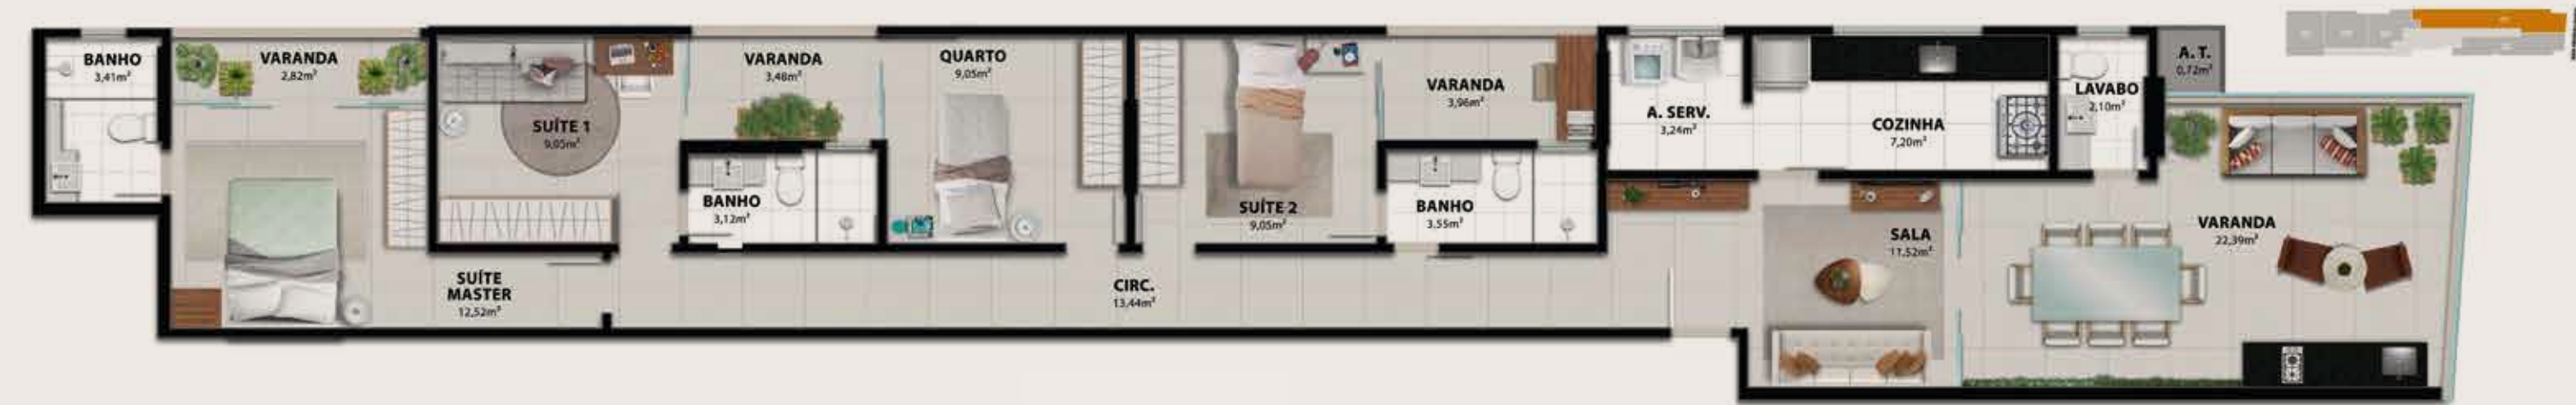 BANHO
3,41m²
VARANDA
2,82m²
SUÍTE
MASTER
12,52m²
SUÍTE 1
9,05m²
VARANDA
3,48m²
BANHO
3,12m²
QUARTO
9,05m²
CIRC.
13,44m²
SUÍTE 2
9,05m²
VARANDA
3,96m²
BANHO
3,55m²
A. SERV.
3,24m²
COZINHA
7,20m²
LAVABO
2,10m²
A. T.
0,72m²
SALA
11,52m²
VARANDA
22,39m²